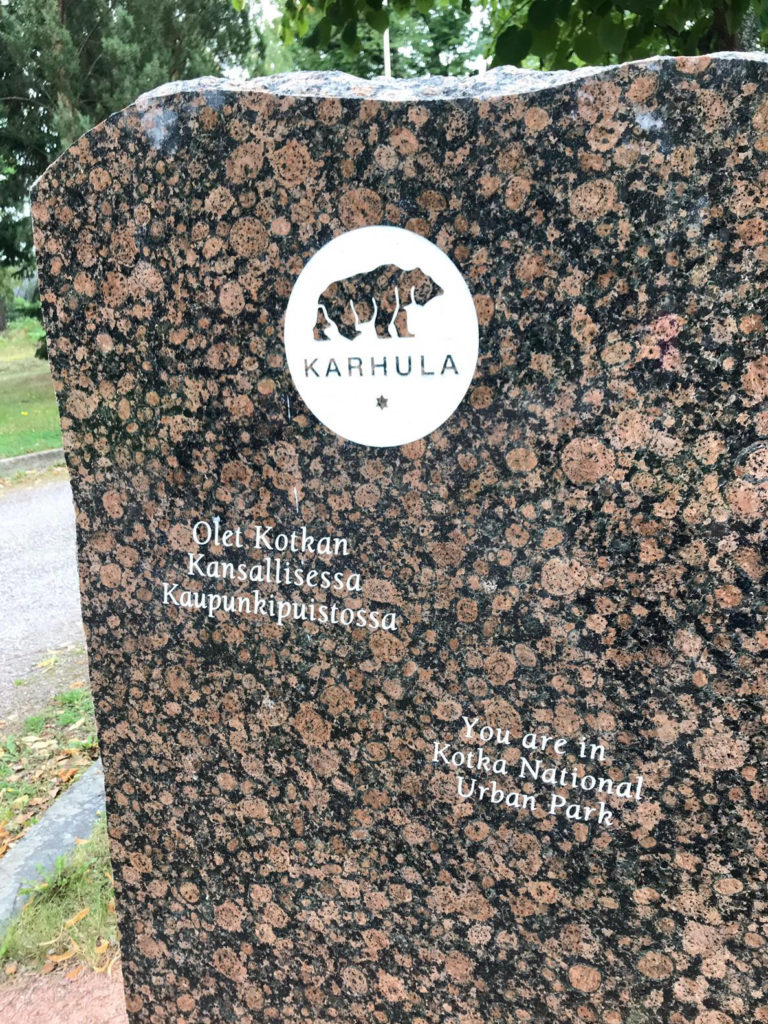 KARHULA
Olet Kotkan
Kansallisessa
Kaupunkipuistossa
You are in
Kotka National
Urban Park